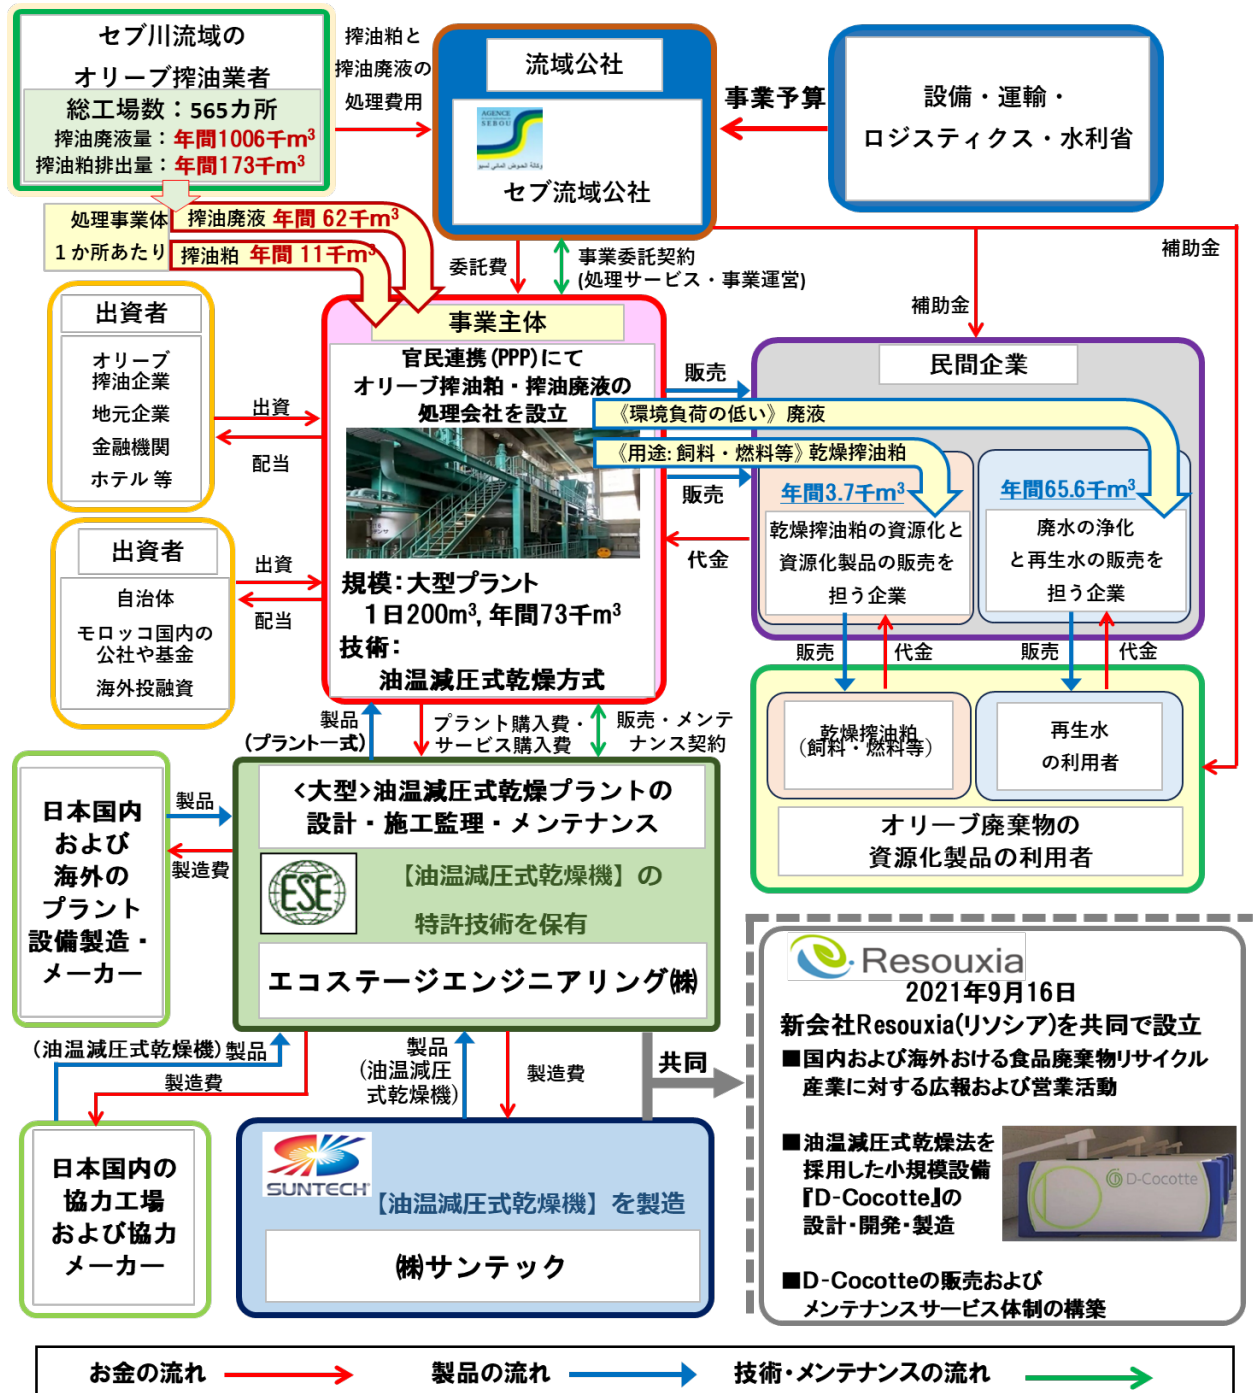 セブ川流域の
オリーブ搾油業者
総工場数：565カ所
搾油廃液量：年間1006千m³
搾油粕排出量：年間173千m³
搾油粕と
搾油廃液の
処理費用
流域公社
AGENCE
SEBOU
セブ流域公社
事業予算
設備・運輸・
ロジスティクス・水利省
処理事業体
１か所あたり
搾油廃液 年間 62千m³
搾油粕 年間 11千m³
委託費
事業委託契約
(処理サービス・事業運営)
補助金
補助金
出資者
オリーブ
搾油企業
地元企業
金融機関
ホテル 等
出資
配当
出資者
自治体
モロッコ国内の
公社や基金
海外投融資
出資
配当
事業主体
官民連携(PPP)にて
オリーブ搾油粕・搾油廃液の
処理会社を設立
規模：大型プラント
１日200m³, 年間73千m³
技術：
油温減圧式乾燥方式
販売
販売
代金
民間企業
《環境負荷の低い》廃液
《用途: 飼料・燃料等》乾燥搾油粕
年間3.7千m³
乾燥搾油粕の資源化と
資源化製品の販売を
担う企業
年間65.6千m³
廃水の浄化
と再生水の販売を
担う企業
販売
代金
販売
代金
乾燥搾油粕
（飼料・燃料等）
再生水
の利用者
オリーブ廃棄物の
資源化製品の利用者
製品
(プラント一式)
プラント購入費・
サービス購入費
販売・メンテ
ナンス契約
日本国内
および
海外の
プラント
設備製造・
メーカー
製品
製造費
<大型>油温減圧式乾燥プラントの
設計・施工監理・メンテナンス
ESE
【油温減圧式乾燥機】の
特許技術を保有
エコステージエンジニアリング㈱
(油温減圧式乾燥機) 製品
製造費
製品
(油温減圧
式乾燥機)
製造費
共同
日本国内の
協力工場
および協力
メーカー
SUNTECH
【油温減圧式乾燥機】を製造
㈱サンテック
Resouxia
2021年9月16日
新会社Resouxia(リソシア)を共同で設立
■国内および海外おける食品廃棄物リサイクル
産業に対する広報および営業活動
■油温減圧式乾燥法を
採用した小規模設備
『D-Cocotte』の
設計・開発・製造
D-Cocotte
■D-Cocotteの販売および
メンテナンスサービス体制の構築
お金の流れ
製品の流れ
技術・メンテナンスの流れ